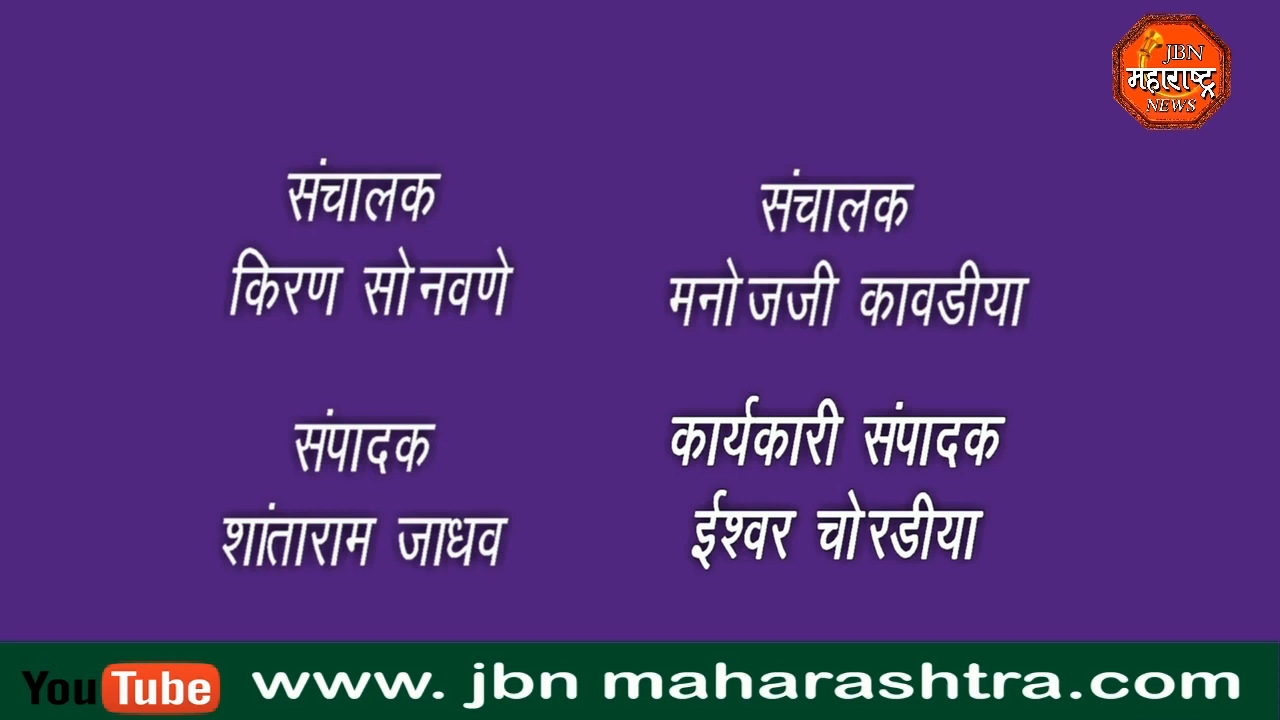 JBN
महाराष्ट्र
NEWS
संचालक
किरण सोनवणे
संचालक
मनोजजी कावडीया
संपादक
शांताराम जाधव
कार्यकारी संपादक
ईश्वर चोरडीया
YouTube www. jbn maharashtra.com